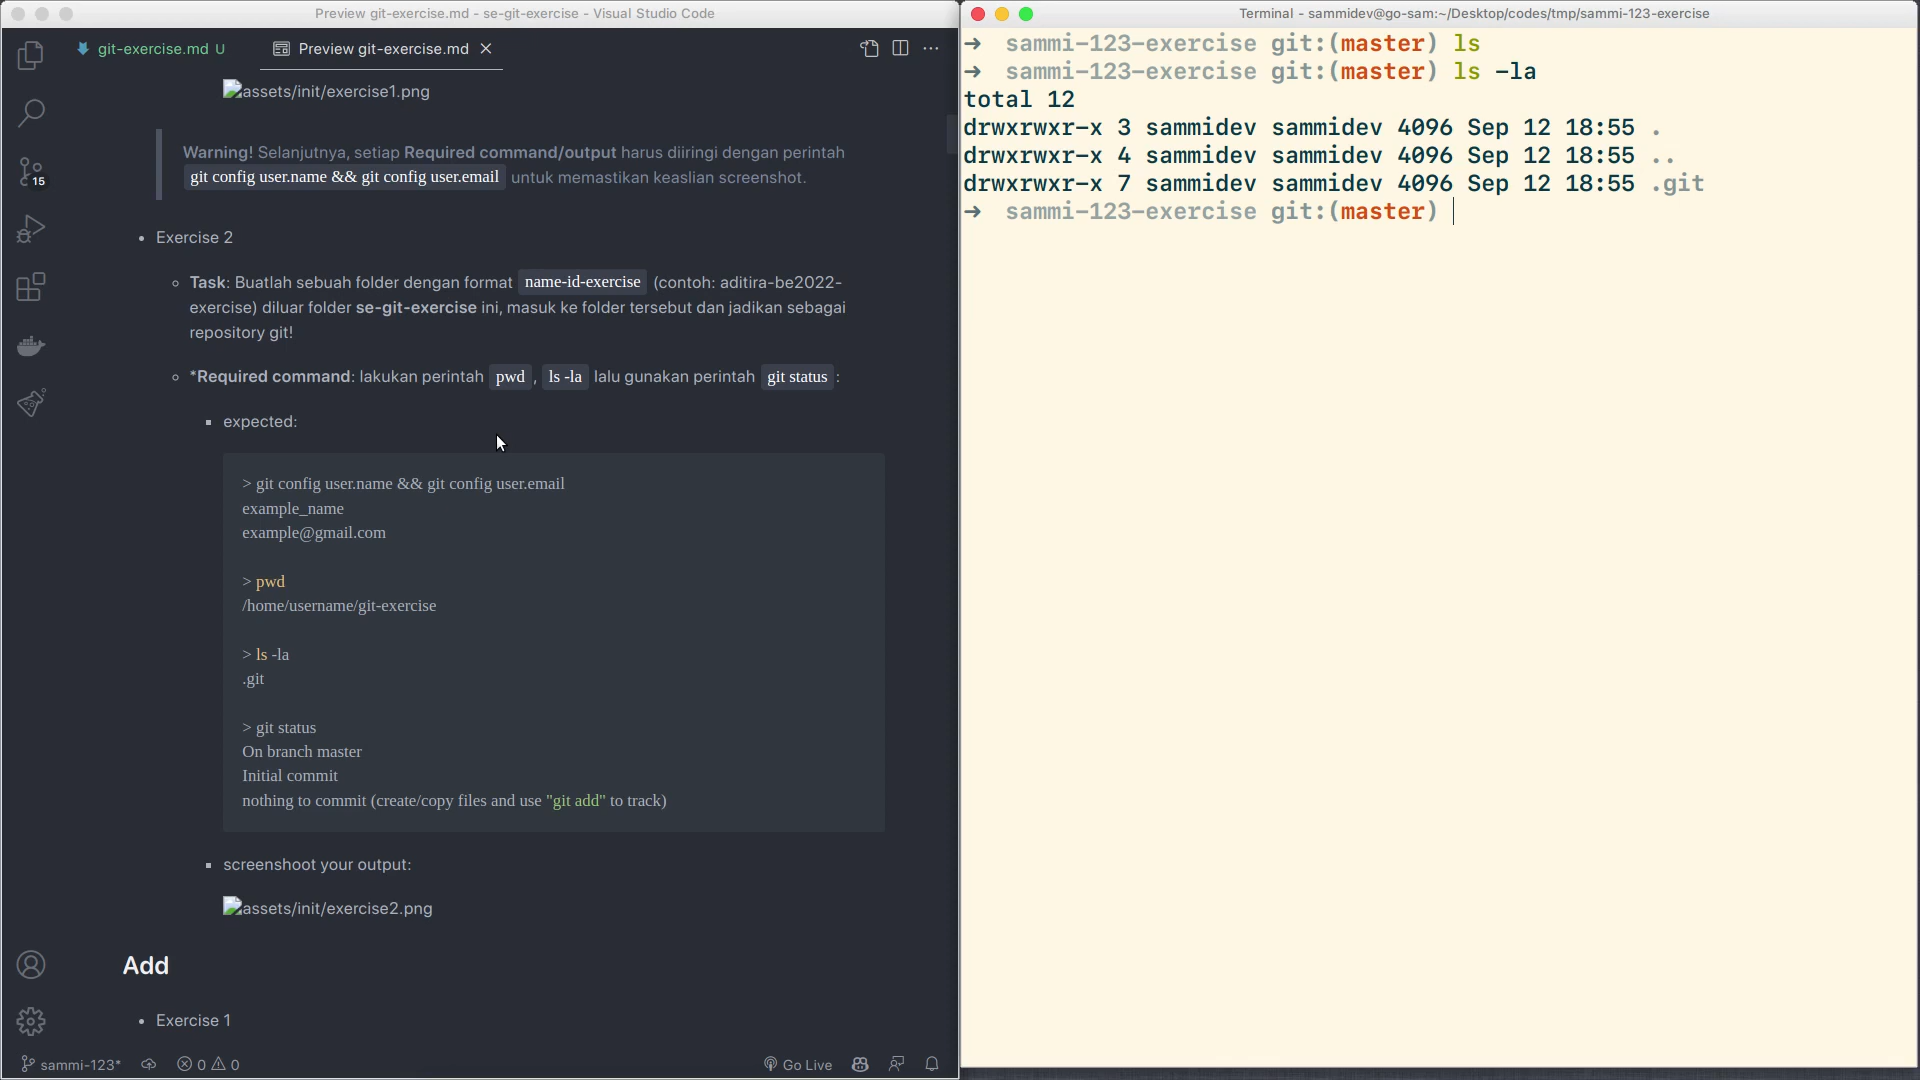 Preview git-exercise.md - se-git-exercise - Visual Studio Code
git-exercise.md U
Preview git-exercise.md
assets/init/exercise1.png
Warning! Selanjutnya, setiap Required command/output harus diiringi dengan perintah
git config user.name && git config user.email untuk memastikan keaslian screenshot.
15
Exercise 2
Task: Buatlah sebuah folder dengan format name-id-exercise (contoh: aditira-be2022-
exercise) diluar folder se-git-exercise ini, masuk ke folder tersebut dan jadikan sebagai
repository git!
*Required command: lakukan perintah pwd, ls -la lalu gunakan perintah git status:
expected:
> git config user.name && git config user.email
example_name
example@gmail.com
> pwd
/home/username/git-exercise
> ls -la
.git
> git status
On branch master
Initial commit
nothing to commit (create/copy files and use "git add" to track)
screenshoot your output:
assets/init/exercise2.png
Add
Exercise 1
sammi-123*
0 0
Go Live
Terminal - sammidev@go-sam:~/Desktop/codes/tmp/sammi-123-exercise
→ sammi-123-exercise git:(master) ls
→ sammi-123-exercise git:(master) ls -la
total 12
drwxrwxr-x 3 sammidev sammidev 4096 Sep 12 18:55 .
drwxrwxr-x 4 sammidev sammidev 4096 Sep 12 18:55 ..
drwxrwxr-x 7 sammidev sammidev 4096 Sep 12 18:55 .git
→ sammi-123-exercise git:(master)